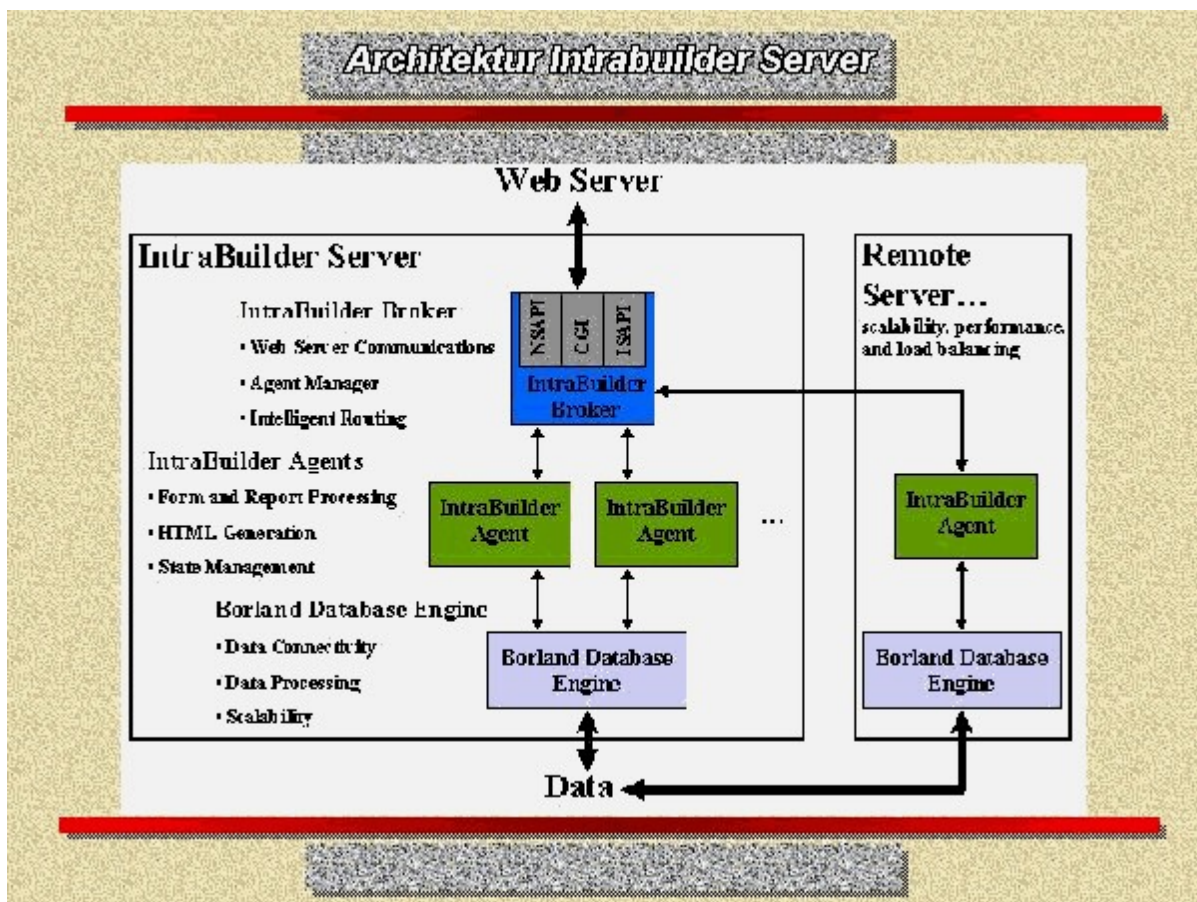 Architektur Intrabuilder Server
Web Server
IntraBuilder Server
IntraBuilder Broker
• Web Server Communications
• Agent Manager
• Intelligent Routing
IntraBuilder Agents
• Form and Report Processing
• HTML Generation
• State Management
Borland Database Engine
• Data Connectivity
• Data Processing
• Scalability
NSAPI
CGI
ISAPI
IntraBuilder
Broker
IntraBuilder
Agent
IntraBuilder
Agent
...
Borland Database
Engine
Remote
Server...
scalability, performance,
and load balancing
IntraBuilder
Agent
Borland Database
Engine
Data